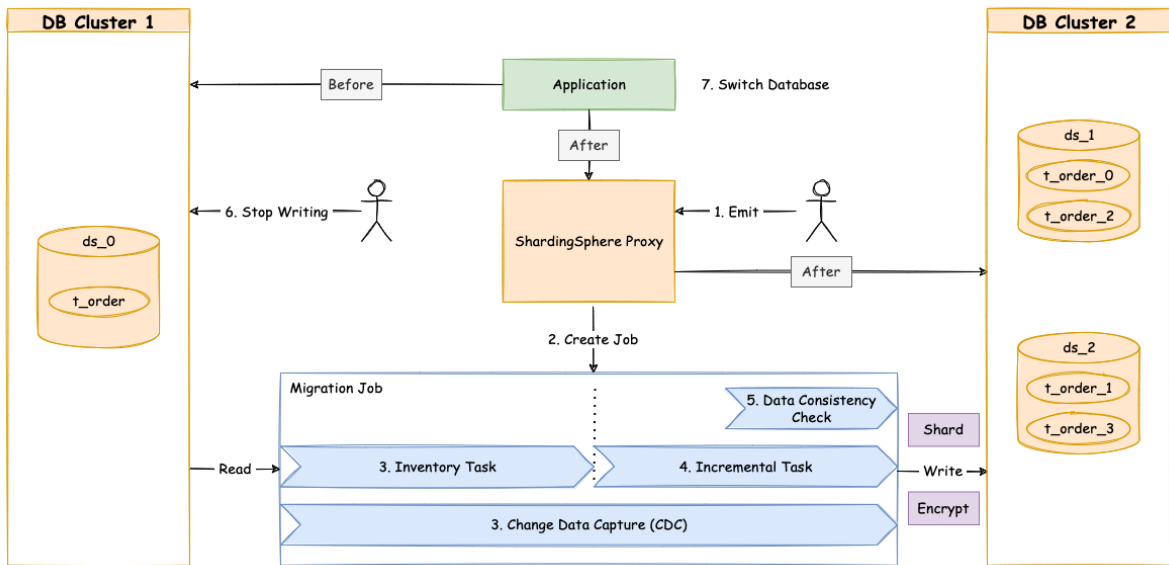 DB Cluster 1
DB Cluster 2
Before
Application
7. Switch Database
After
ds_1
t_order_0
t_order_2
6. Stop Writing
1. Emit
ds_0
ShardingSphere Proxy
After
t_order
2. Create Job
ds_2
t_order_1
t_order_3
Migration Job
5. Data Consistency
Check
Shard
Read
3. Inventory Task
4. Incremental Task
Write
Encrypt
3. Change Data Capture (CDC)